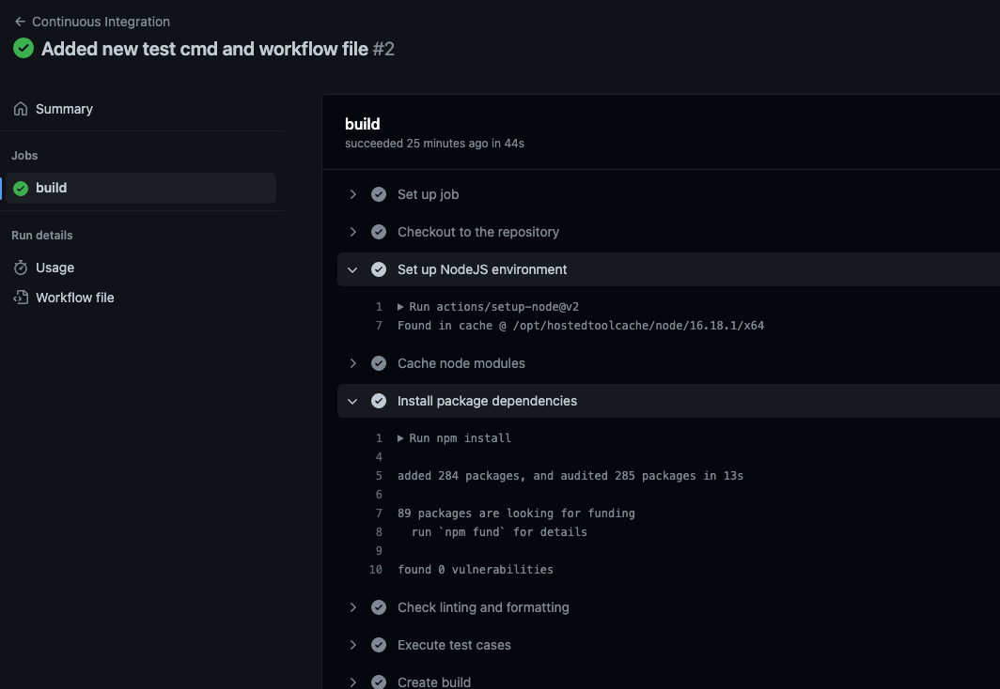 Continuous Integration
Added new test cmd and workflow file #2
Summary
Jobs
build
Run details
Usage
Workflow file
build
succeeded 25 minutes ago in 44s
Set up job
Checkout to the repository
Set up NodeJS environment
1 Run actions/setup-node@v2
7 Found in cache @ /opt/hostedtoolcache/node/16.18.1/x64
Cache node modules
Install package dependencies
1 Run npm install
4
5 added 284 packages, and audited 285 packages in 13s
6
7 89 packages are looking for funding
8 run `npm fund` for details
9
10 found 0 vulnerabilities
Check linting and formatting
Execute test cases
Create build